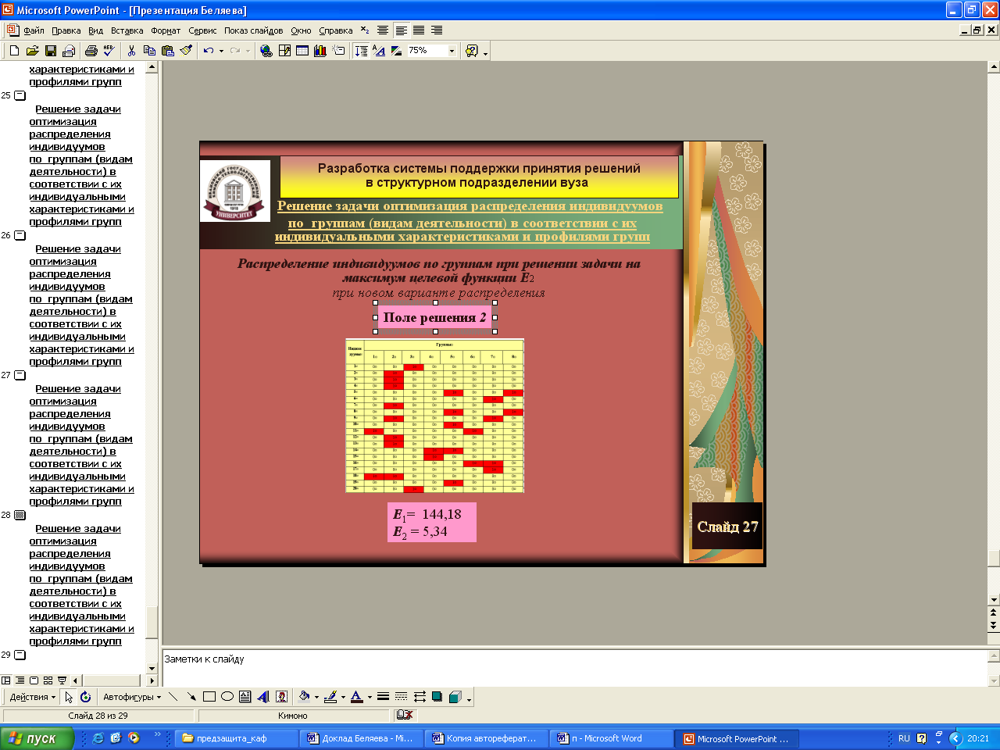 Microsoft PowerPoint - [Презентация Беляева]
Файл Правка Вид Вставка Формат Сервис Показ слайдов Окно Справка
75%
характеристиками и
профилями групп
25
Решение задачи
оптимизация
распределения
индивидуумов
по группам (видам
деятельности) в
соответствии с их
индивидуальными
характеристиками и
профилями групп
26
Решение задачи
оптимизация
распределения
индивидуумов
по группам (видам
деятельности) в
соответствии с их
индивидуальными
характеристиками и
профилями групп
27
Решение задачи
оптимизация
распределения
индивидуумов
по группам (видам
деятельности) в
соответствии с их
индивидуальными
характеристиками и
профилями групп
28
Решение задачи
оптимизация
распределения
индивидуумов
по группам (видам
деятельности) в
соответствии с их
индивидуальными
характеристиками и
профилями групп
29
УНИВЕРСИТЕТ
Разработка системы поддержки принятия решений
в структурном подразделении вуза
Решение задачи оптимизация распределения индивидуумов
по группам (видам деятельности) в соответствии с их
индивидуальными характеристиками и профилями групп
Распределение индивидуумов по группам при решении задачи на
максимум целевой функции E2
при новом варианте распределения
Поле решения 2
Группы
E1= 144,18
E2 = 5,34
Слайд 27
Заметки к слайду
Действия Автофигуры
Слайд 28 из 29 Кимоно
пуск предзащита_каф Доклад Беляева - Mi... Копия автореферат... п - Microsoft Word Microsoft PowerPoint ... RU 20:21